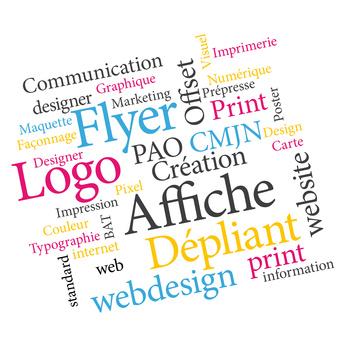 Communication
Graphique
designer
Marketing
Maquette
Flyer
Façonnage
Offset
Visuel
Imprimerie
Numérique
Prépresse
Print
Poster
Designer
Logo
PAO
CMJN
Design
Carte
Création
Pixel
Affiche
website
Impression
Couleur
BAT
Typographie
internet
Dépliant
standard
web
print
webdesign
information